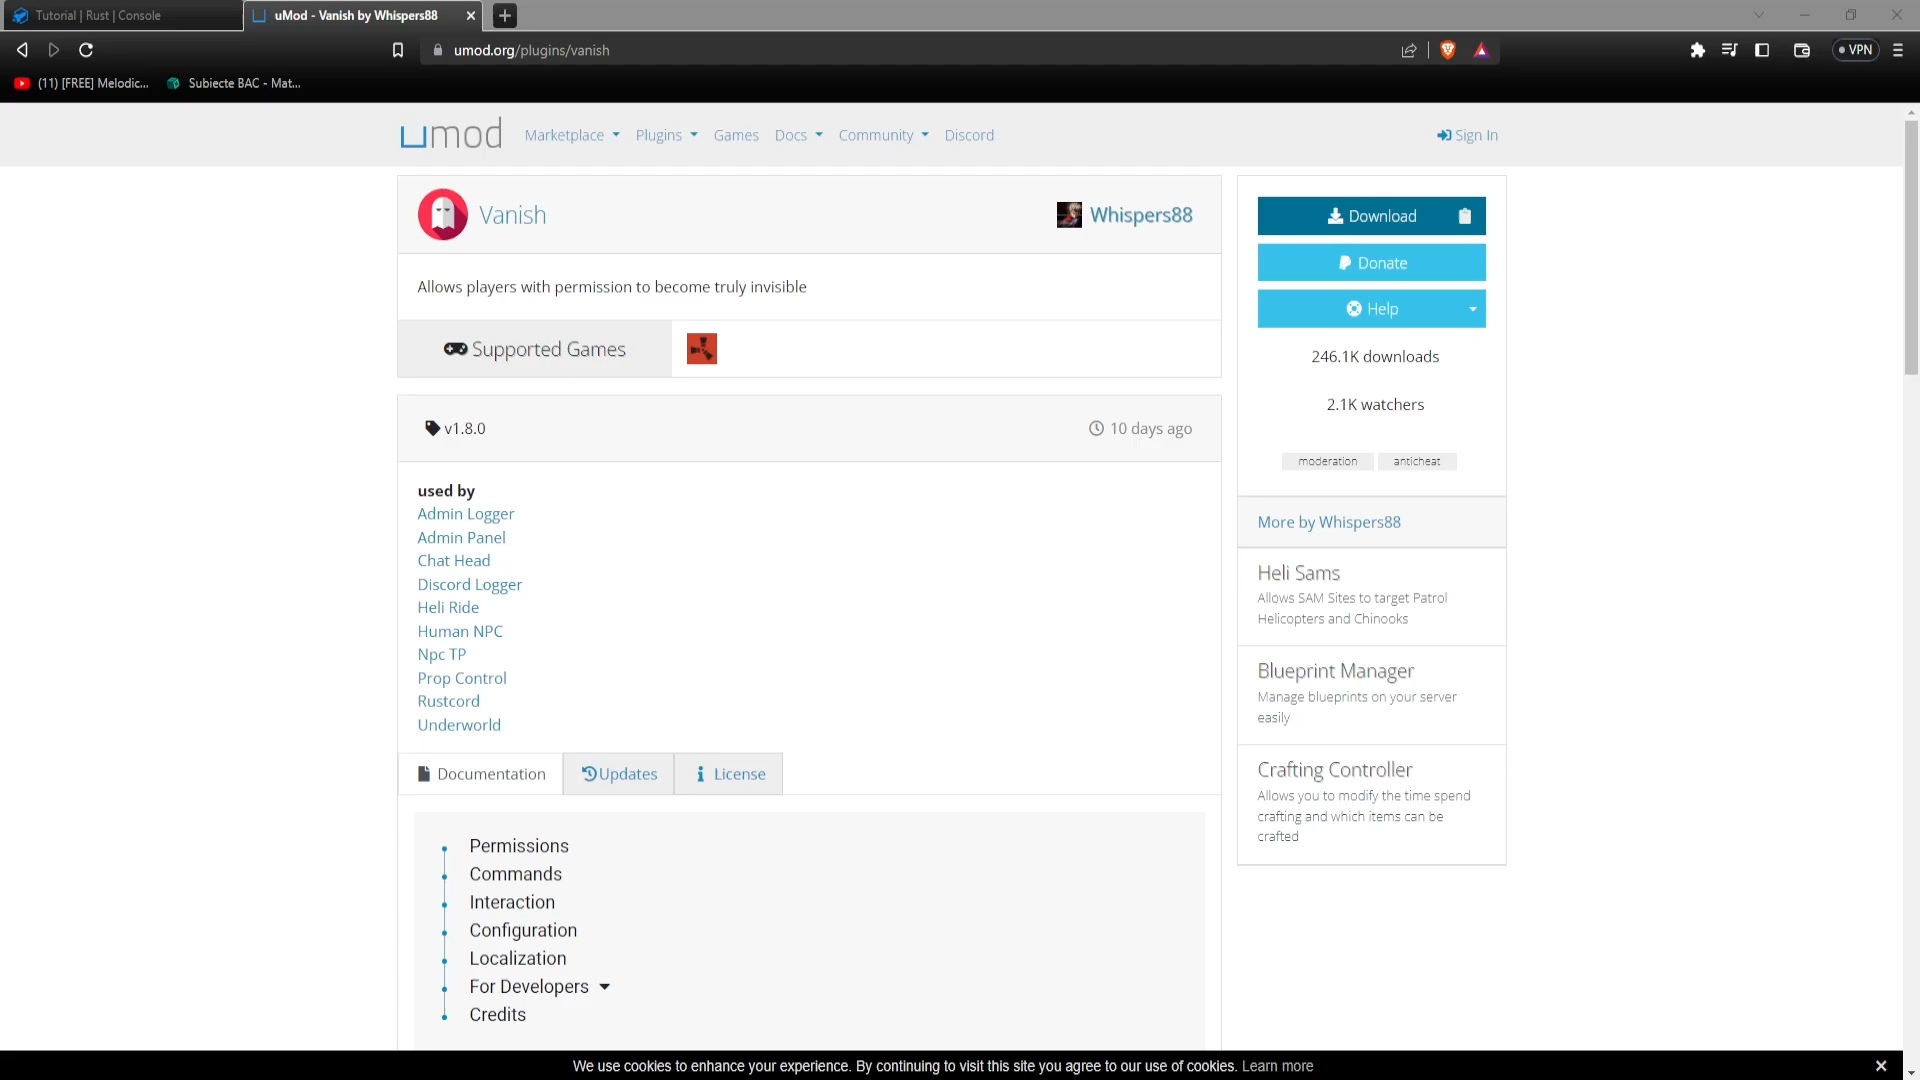 Tutorial | Rust | Console
uMod - Vanish by Whispers88
umod.org/plugins/vanish
VPN
(11) [FREE] Melodic...
Subiecte BAC - Mat...
umod
Marketplace
Plugins
Games
Docs
Community
Discord
Sign In
Vanish
Whispers88
Allows players with permission to become truly invisible
Supported Games
v1.8.0
10 days ago
used by
Admin Logger
Admin Panel
Chat Head
Discord Logger
Heli Ride
Human NPC
Npc TP
Prop Control
Rustcord
Underworld
Documentation
Updates
License
Permissions
Commands
Interaction
Configuration
Localization
For Developers
Credits
Download
Donate
Help
246.1K downloads
2.1K watchers
moderation
anticheat
More by Whispers88
Heli Sams
Allows SAM Sites to target Patrol
Helicopters and Chinooks
Blueprint Manager
Manage blueprints on your server
easily
Crafting Controller
Allows you to modify the time spend
crafting and which items can be
crafted
We use cookies to enhance your experience. By continuing to visit this site you agree to our use of cookies. Learn more